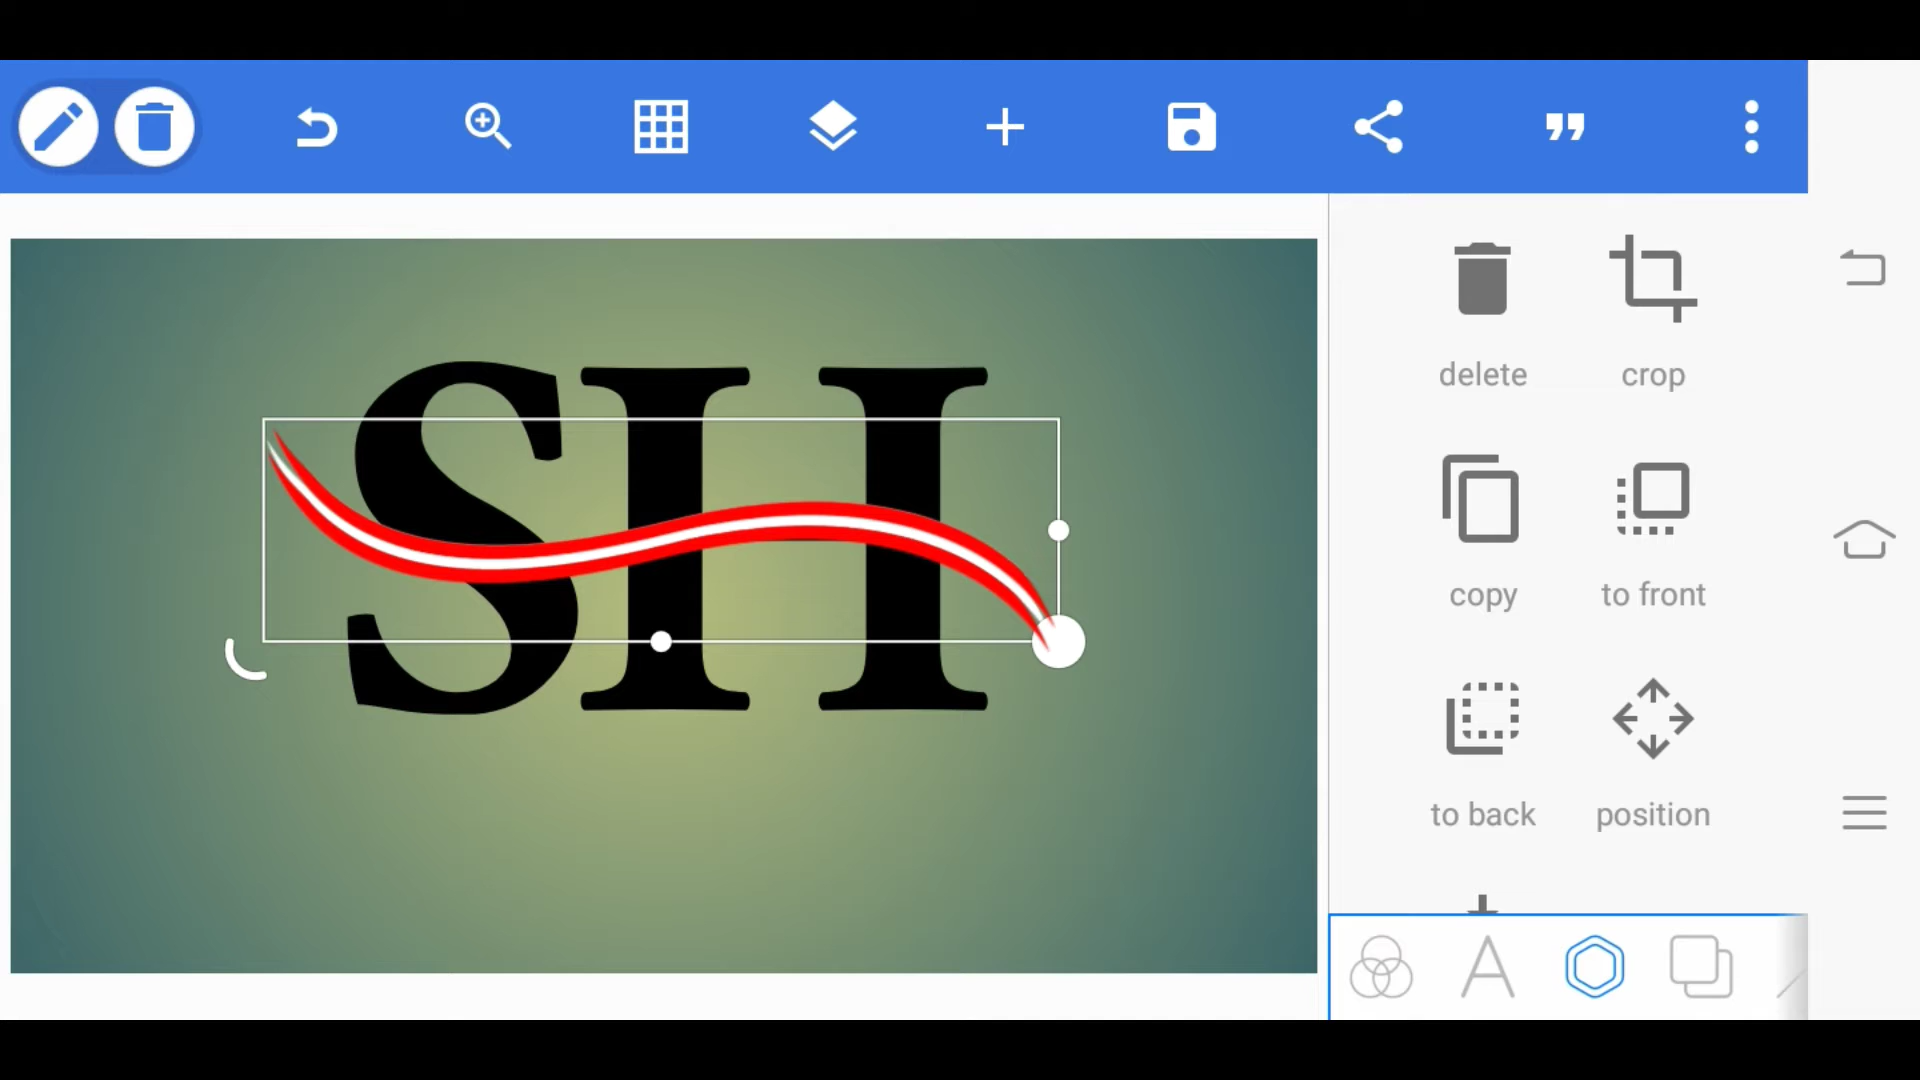 SH
delete
crop
copy
to front
to back
position